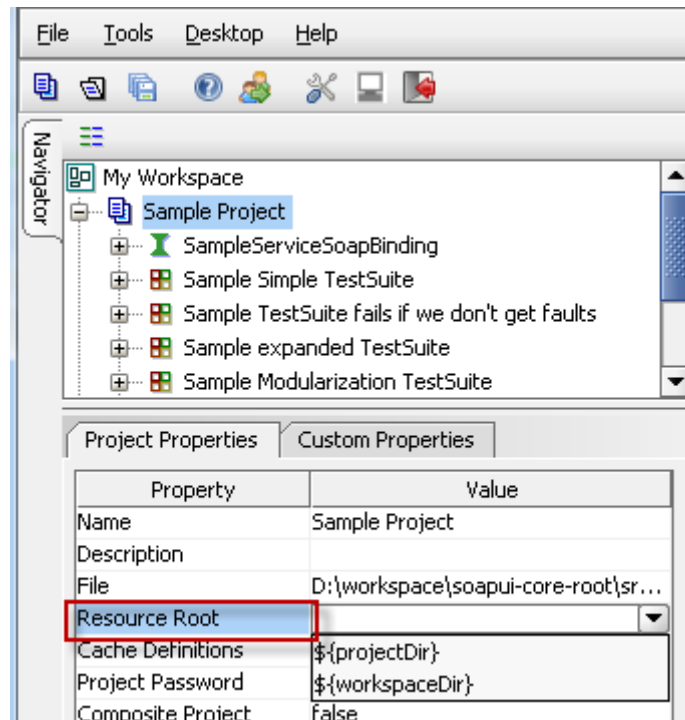 File Tools Desktop Help
Navigator
My Workspace
Sample Project
SampleServiceSoapBinding
Sample Simple TestSuite
Sample TestSuite fails if we don't get faults
Sample expanded TestSuite
Sample Modularization TestSuite
Project Properties Custom Properties
Property Value
Name Sample Project
Description
File D:\workspace\soapui-core-root\sr...
Resource Root
Cache Definitions ${projectDir}
Project Password ${workspaceDir}
Composite Project false